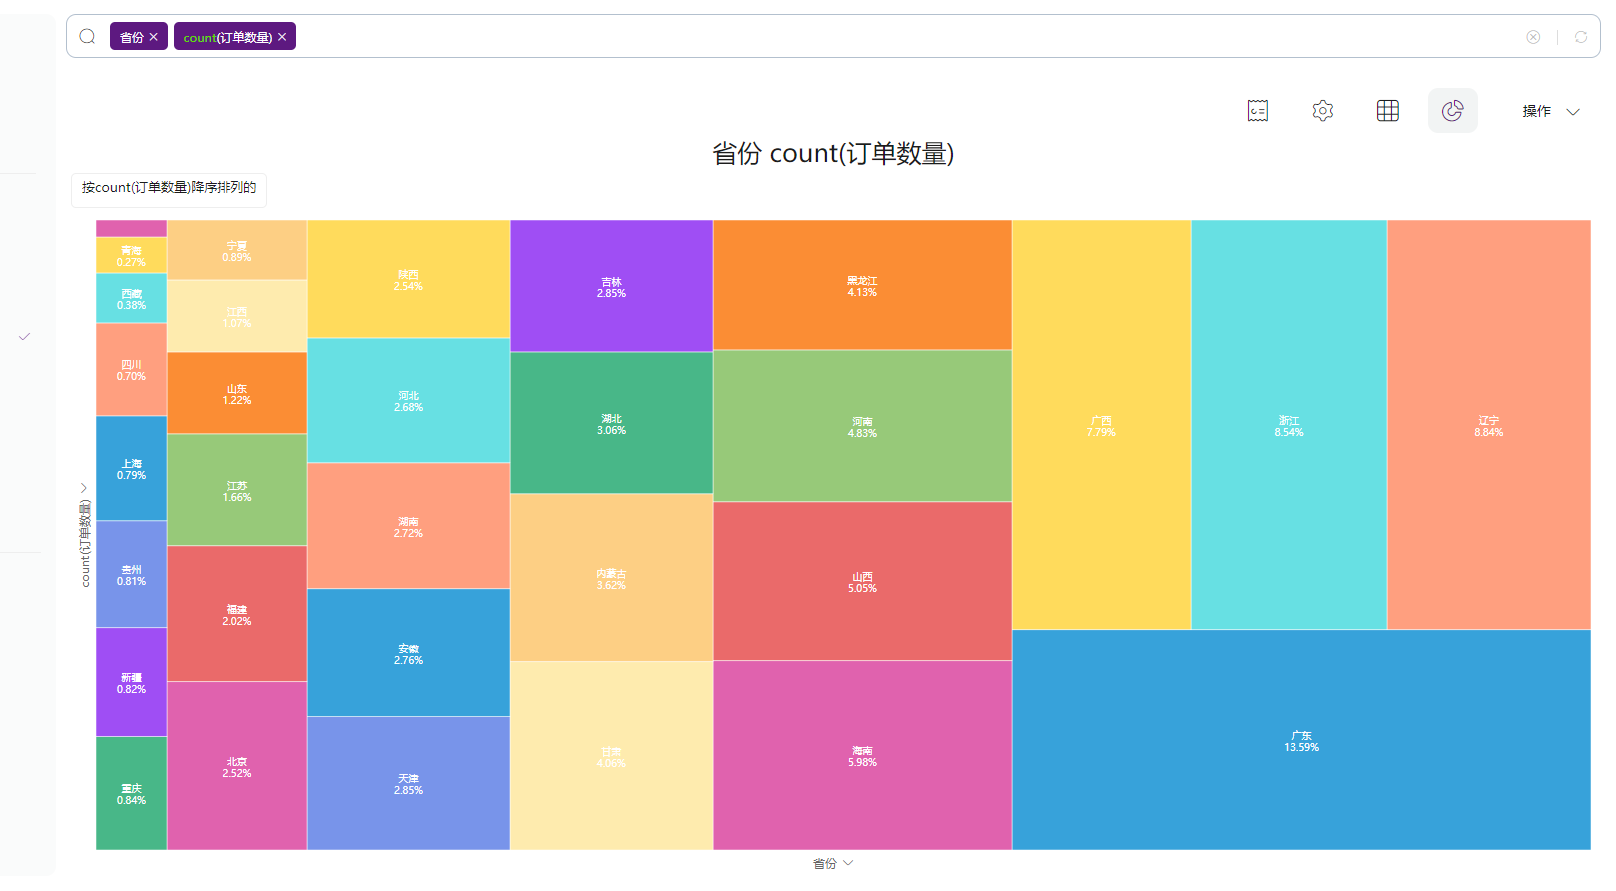 省份 ×
count(订单数量) ×
操作
省份 count(订单数量)
按count(订单数量)降序排列的
青海
0.27%
西藏
0.38%
四川
0.70%
上海
0.79%
贵州
0.81%
新疆
0.82%
重庆
0.84%
宁夏
0.89%
江西
1.07%
山东
1.22%
江苏
1.66%
福建
2.02%
北京
2.52%
陕西
2.54%
河北
2.68%
湖南
2.72%
安徽
2.76%
天津
2.85%
吉林
2.85%
湖北
3.06%
内蒙古
3.62%
甘肃
4.06%
黑龙江
4.13%
河南
4.83%
山西
5.05%
海南
5.98%
广西
7.79%
浙江
8.54%
辽宁
8.84%
广东
13.59%
count(订单数量)
省份